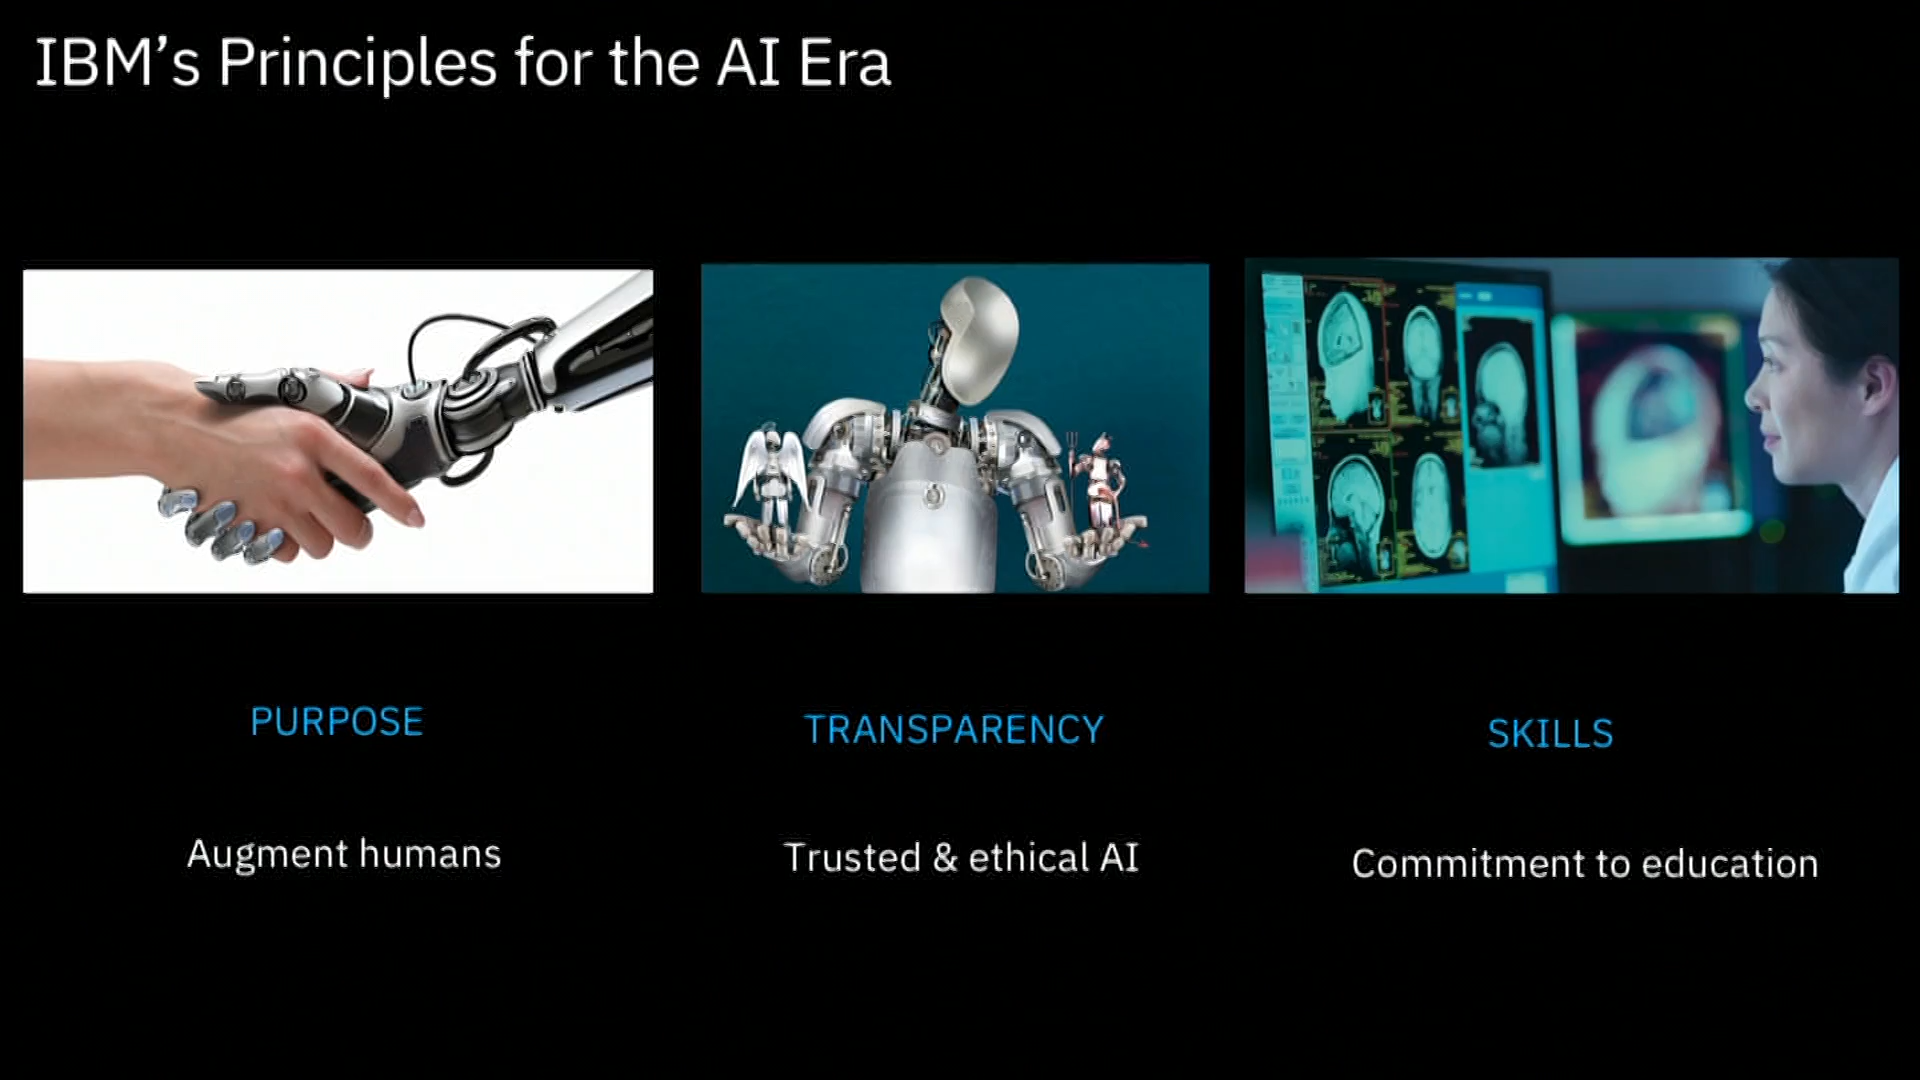 IBM’s Principles for the AI Era
PURPOSE
TRANSPARENCY
SKILLS
Augment humans
Trusted & ethical AI
Commitment to education